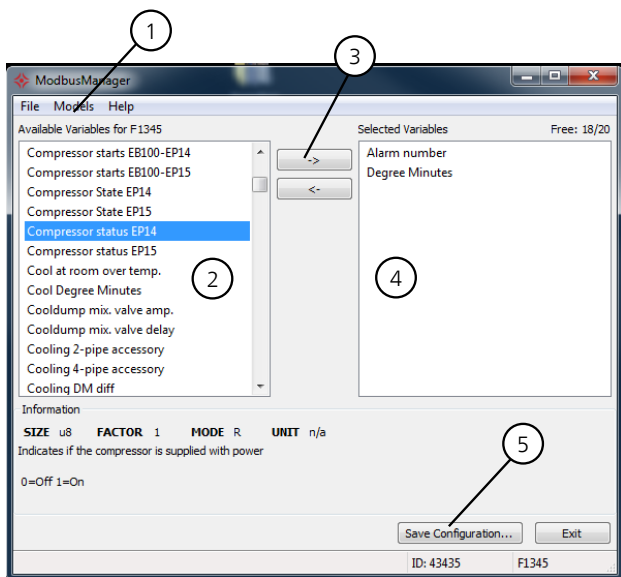 1
3
ModbusManager
File Models Help
Available Variables for F1345
Selected Variables Free: 18/20
Compressor starts EB100-EP14
Compressor starts EB100-EP15
Compressor State EP14
Compressor State EP15
Compressor status EP14
Compressor status EP15
Cool at room over temp.
Cool Degree Minutes
Cooldump mix. valve amp.
Cooldump mix. valve delay
Cooling 2-pipe accessory
Cooling 4-pipe accessory
Cooling DM diff
2
->
<-
Alarm number
Degree Minutes
4
Information
SIZE u8 FACTOR 1 MODE R UNIT n/a
Indicates if the compressor is supplied with power
0=Off 1=On
5
Save Configuration... Exit
ID: 43435 F1345